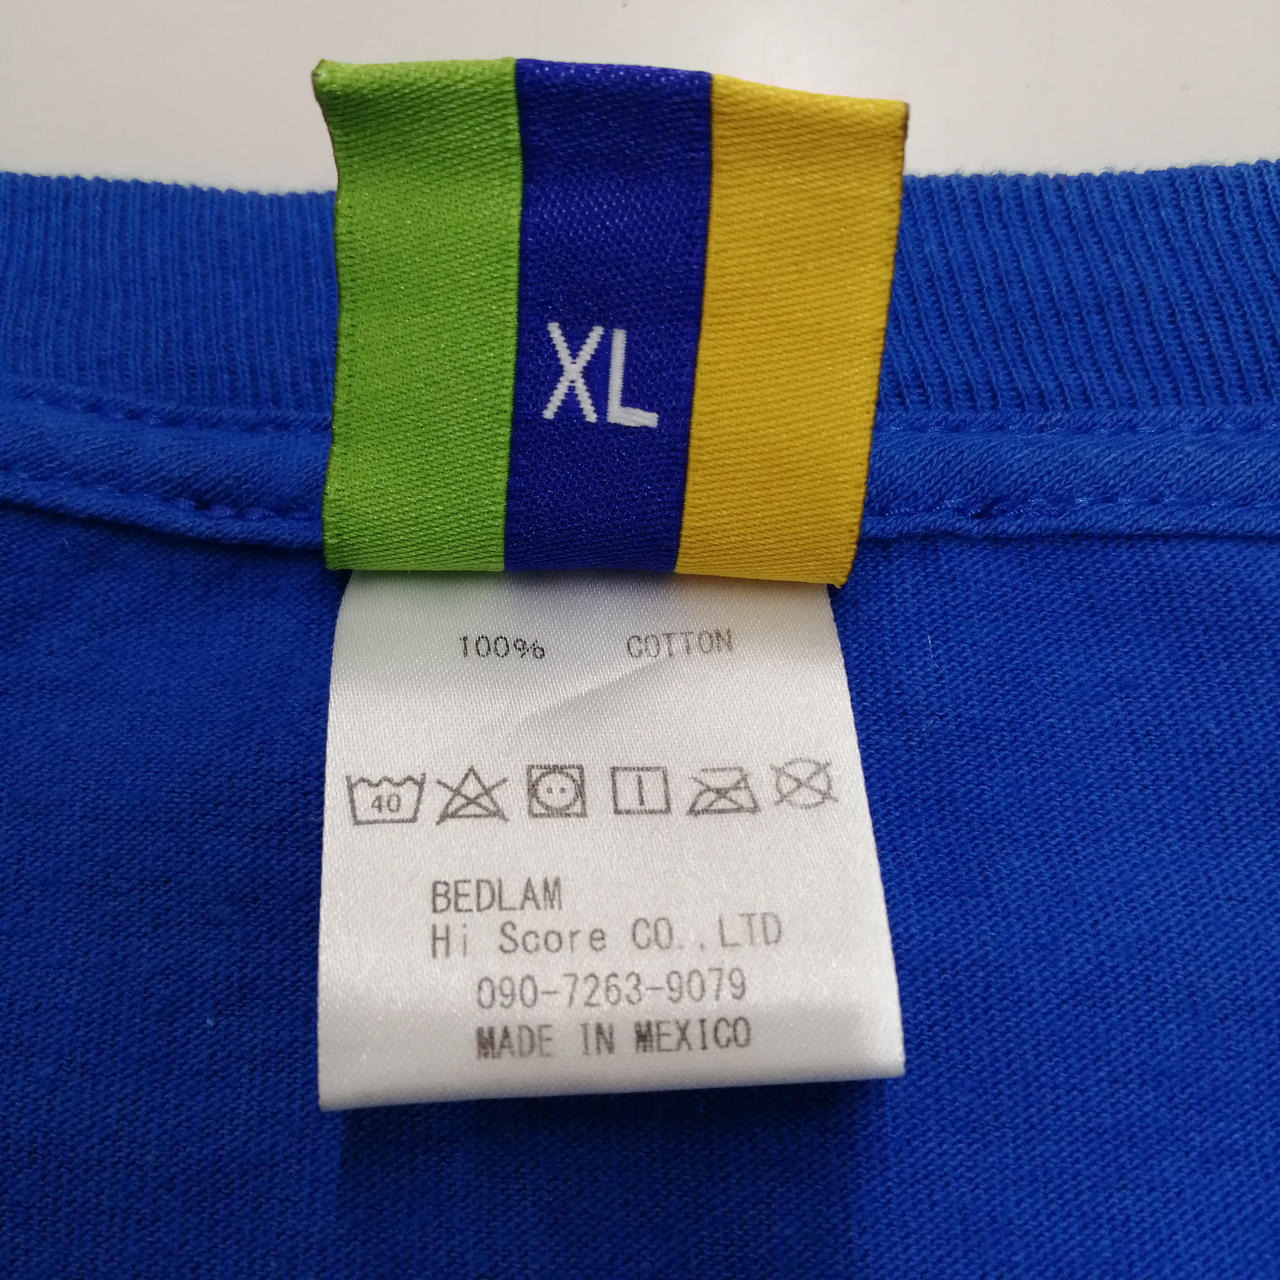 XL
100% COTTON
40
BEDLAM
Hi Score CO.,LTD
090-7263-9079
MADE IN MEXICO